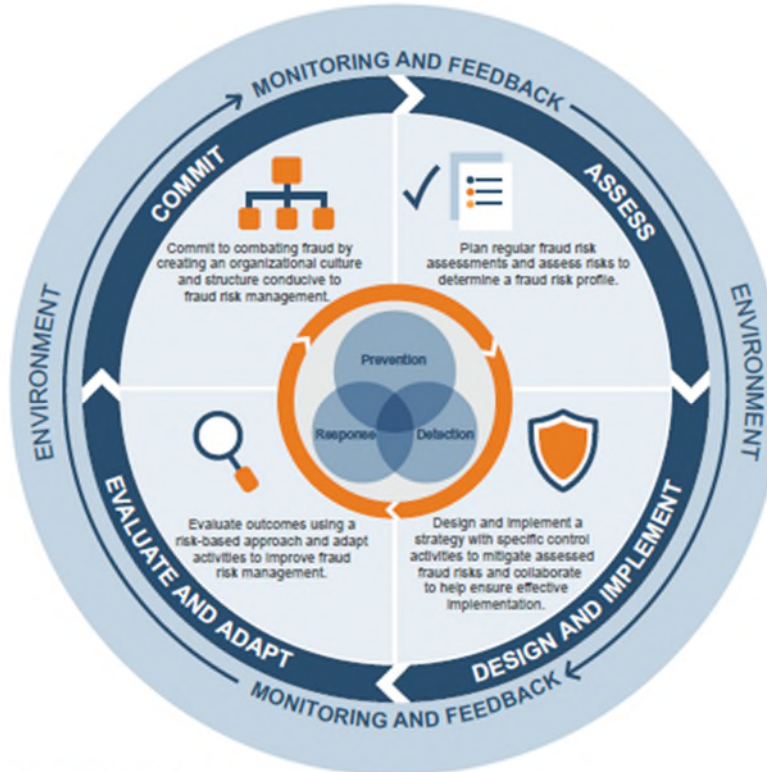 MONITORING AND FEEDBACK
COMMIT
ASSESS
Commit to combating fraud by
creating an organizational culture
and structure conducive to
fraud risk management.
Plan regular fraud risk
assessments and assess risks to
determine a fraud risk profile.
ENVIRONMENT
ENVIRONMENT
Prevention
Response
Detection
Evaluate outcomes using a
risk-based approach and adapt
activities to improve fraud
risk management.
Design and implement a
strategy with specific control
activities to mitigate assessed
fraud risks and collaborate
to help ensure effective
implementation.
EVALUATE AND ADAPT
DESIGN AND IMPLEMENT
MONITORING AND FEEDBACK